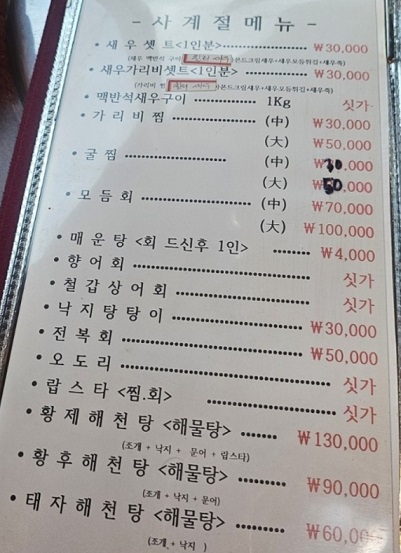 - 사계절메뉴 -
• 새우셋트<1인분> ........ ₩30,000
• 새우가리비셋트<1인분> ........ ₩30,000
• 맥반석새우구이 ........ 1Kg 싯가
• 가리비찜 ........ (中) ₩30,000
(大) ₩50,000
• 굴찜 ........ (中) ₩30,000
(大) ₩50,000
• 모듬회 ........ (中) ₩70,000
(大) ₩100,000
매운탕 <회 드신후 1인> ........ ₩4,000
• 향어회 ........ 싯가
• 철갑상어회 ........ 싯가
• 낙지탕탕이 ........ ₩30,000
• 전복회 ........ ₩50,000
• 오도리 ........ 싯가
• 랍스타 <찜.회> ........ 싯가
• 황제해천탕 <해물탕> ........ ₩130,000
(조개 + 낙지 + 문어 + 랍스타)
• 황후해천탕 <해물탕> ........ ₩90,000
(조개 + 낙지 + 문어)
• 태자해천탕 <해물탕> ........ ₩60,000
(조개 + 낙지 )